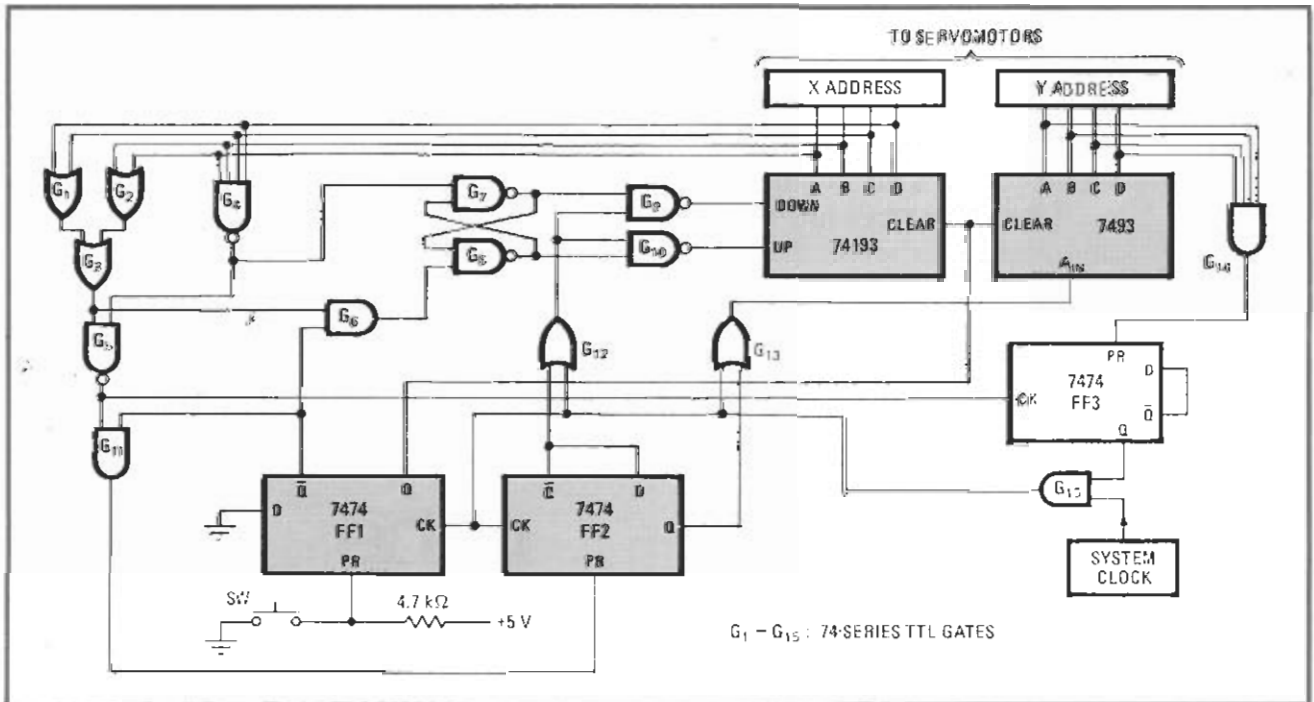 TO SERVOMOTORS
X ADDRESS
Y ADDRESS
G1
G2
G4
G3
G7
G8
G9
G10
A B C D
DOWN
CLEAR
UP
74193
A B C D
CLEAR
7493
AIN
G14
G5
G6
G12
G13
PR
D
7474
FF3
CK
Q̅
Q
G11
G15
Q̅
Q
D
7474
FF1
CK
PR
D
CK
7474
FF2
Q
PR
SYSTEM
CLOCK
SW
4.7 kΩ
+5 V
G1 – G15 : 74-SERIES TTL GATES